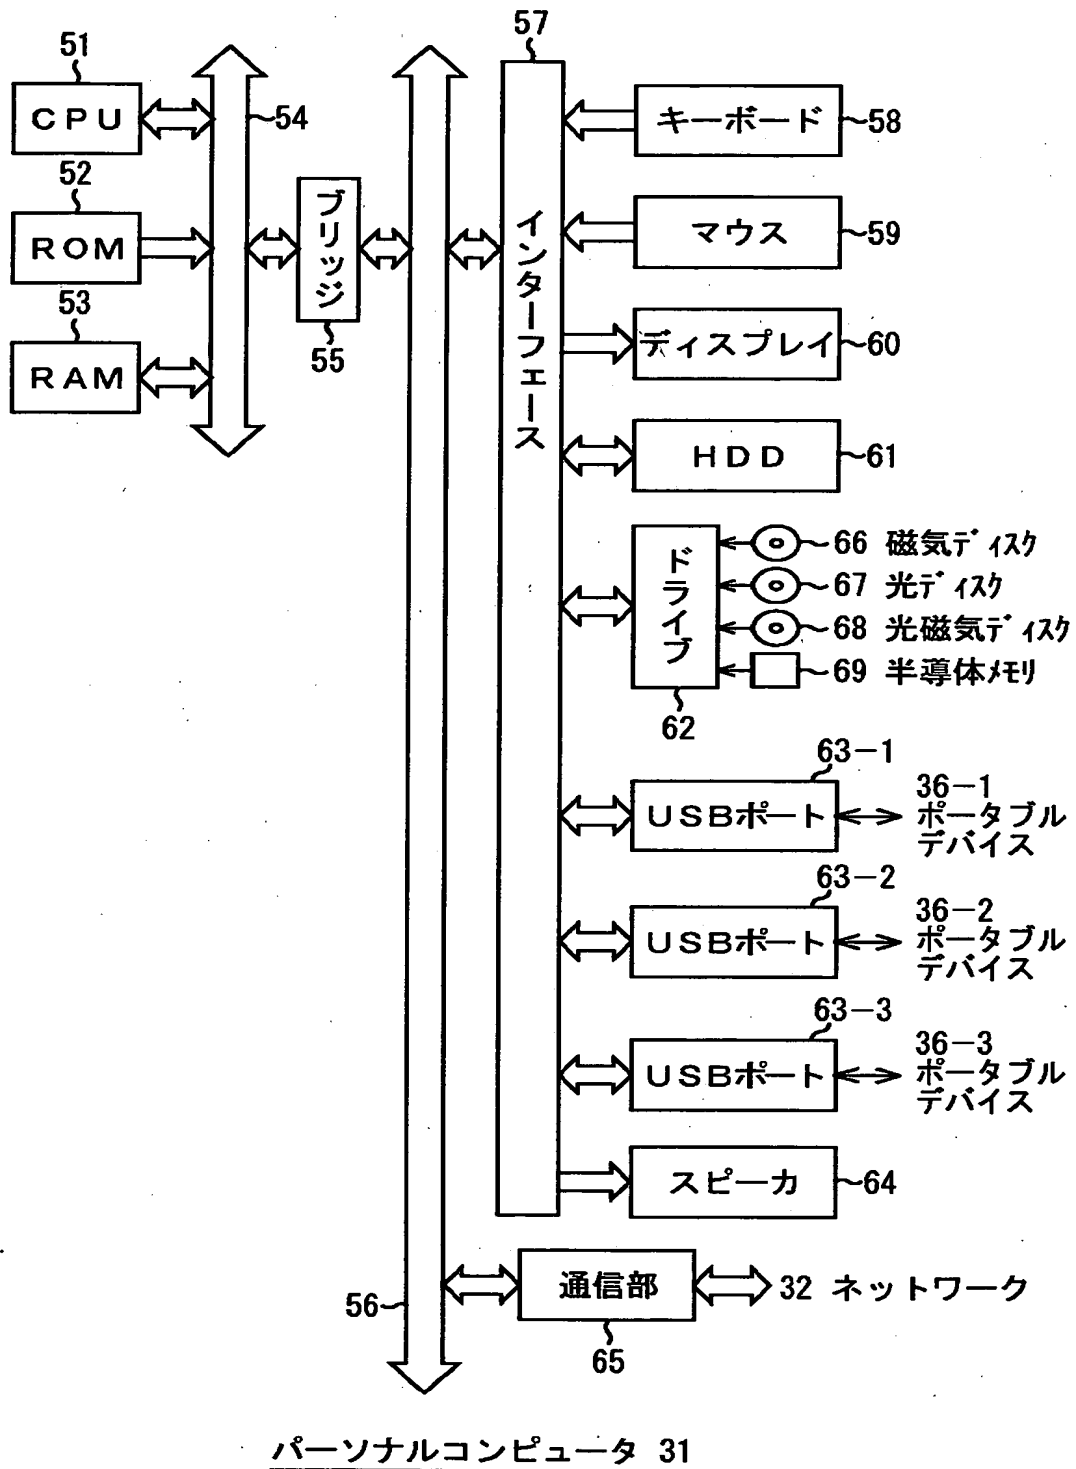 51
CPU
52
ROM
53
RAM
54
ブリッジ
55
56
57
インターフェース
キーボード
58
マウス
59
ディスプレイ
60
HDD
61
ドライブ
62
66 磁気ディスク
67 光ディスク
68 光磁気ディスク
69 半導体メモリ
63-1
USBポート
36-1
ポータブル
デバイス
63-2
USBポート
36-2
ポータブル
デバイス
63-3
USBポート
36-3
ポータブル
デバイス
スピーカ
64
通信部
65
32 ネットワーク
パーソナルコンピュータ 31